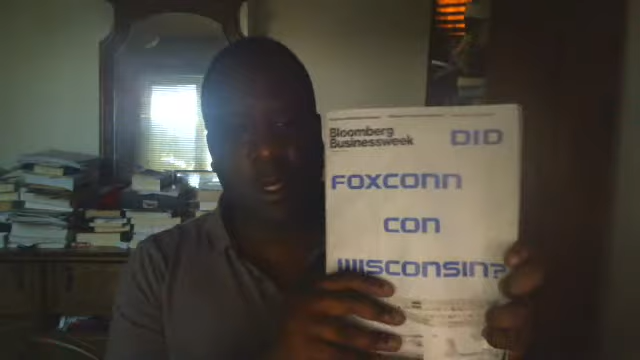 Bloomberg
Businessweek
DID
FOXCONN
CON
WISCONSIN?